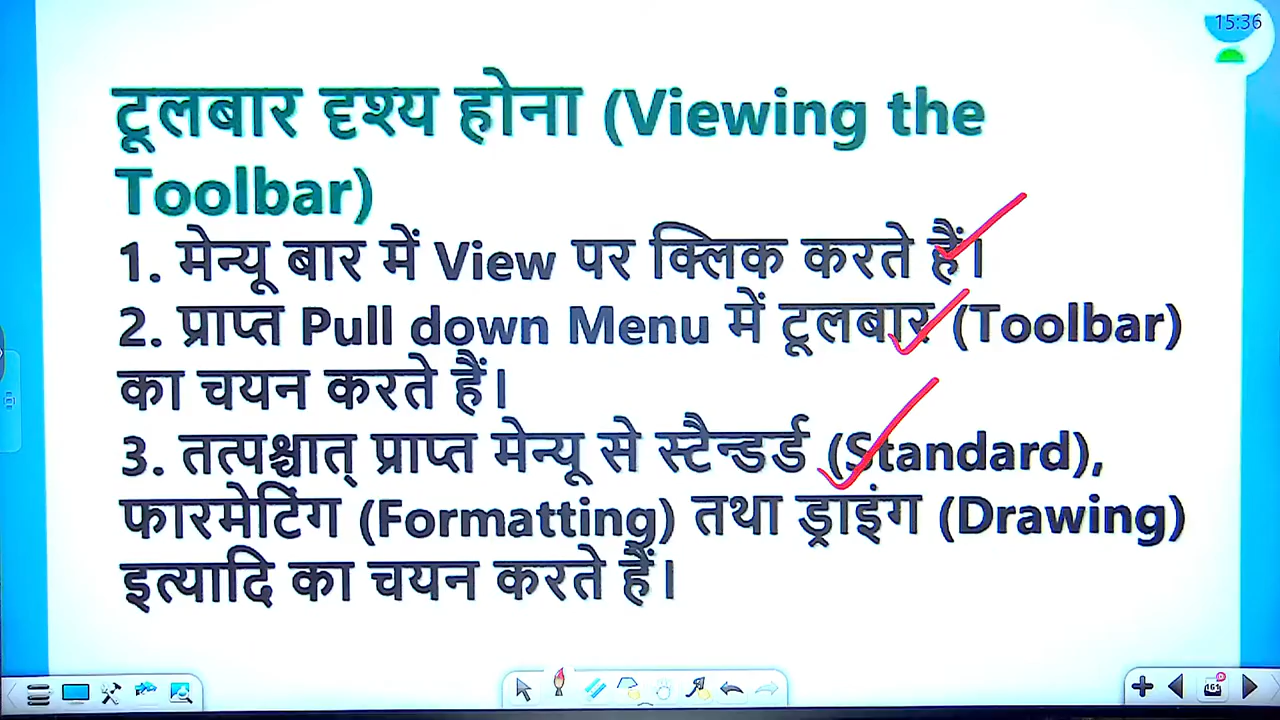 15:36
टूलबार दृश्य होना (Viewing the
Toolbar)
1. मेन्यू बार में View पर क्लिक करते हैं।
2. प्राप्त Pull down Menu में टूलबार (Toolbar)
का चयन करते हैं।
3. तत्पश्चात् प्राप्त मेन्यू से स्टैन्डर्ड (Standard),
फारमेटिंग (Formatting) तथा ड्राइंग (Drawing)
इत्यादि का चयन करते हैं।